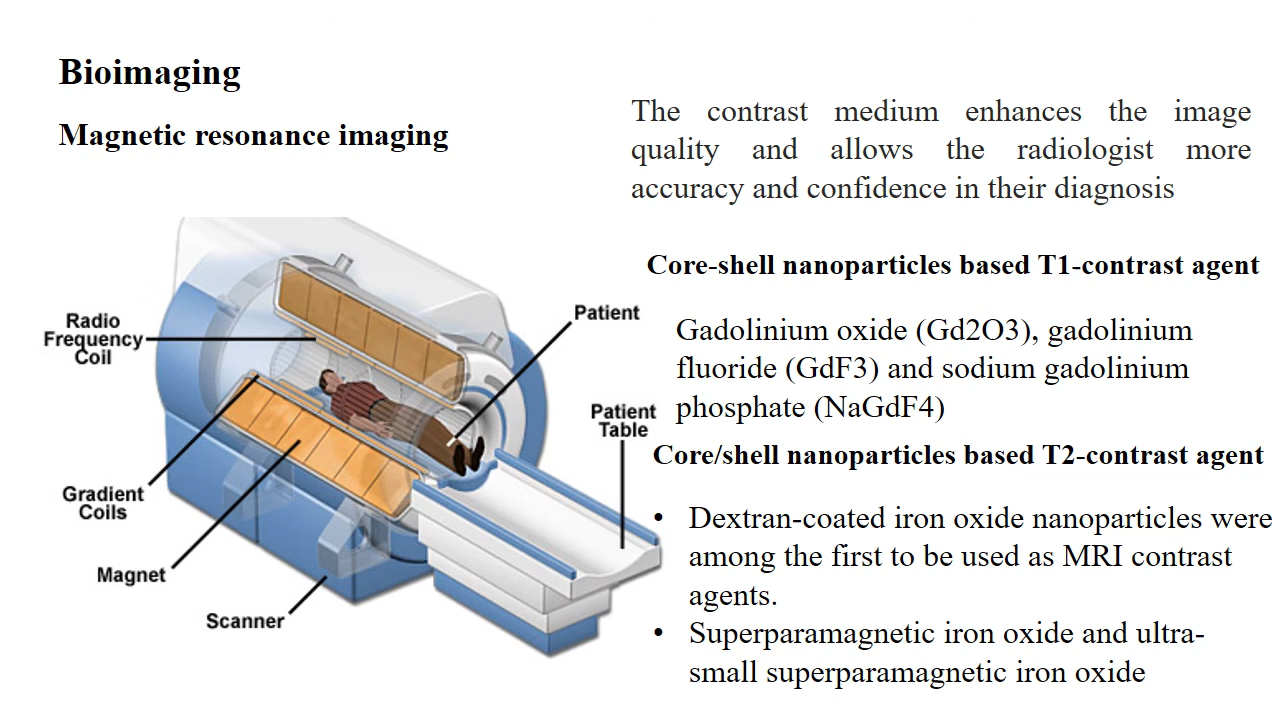 Bioimaging
Magnetic resonance imaging
The contrast medium enhances the image
quality and allows the radiologist more
accuracy and confidence in their diagnosis
Core-shell nanoparticles based T1-contrast agent
Gadolinium oxide (Gd2O3), gadolinium
fluoride (GdF3) and sodium gadolinium
phosphate (NaGdF4)
Core/shell nanoparticles based T2-contrast agent
• Dextran-coated iron oxide nanoparticles were
among the first to be used as MRI contrast
agents.
• Superparamagnetic iron oxide and ultra-
small superparamagnetic iron oxide
Radio
Frequency
Coil
Patient
Patient
Table
Gradient
Coils
Magnet
Scanner